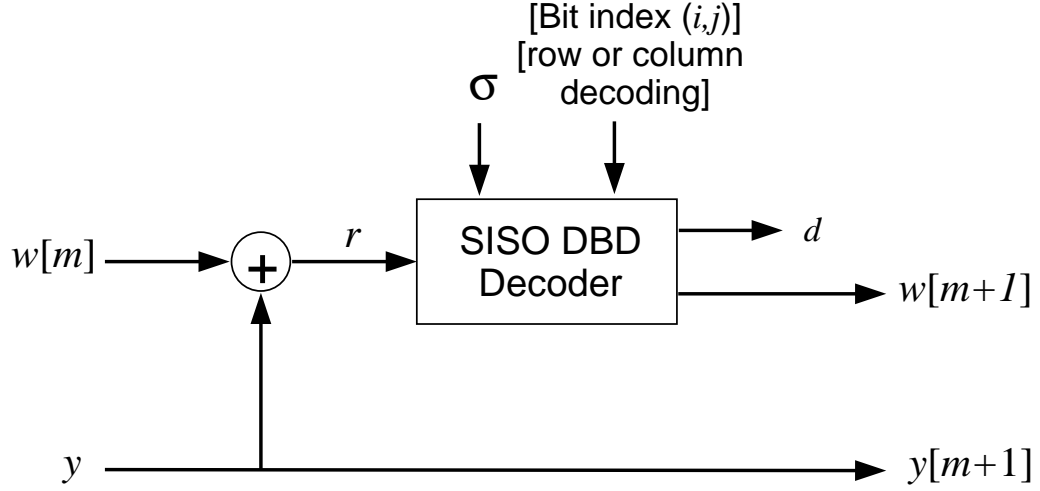 [Bit index (i,j)]
[row or column
decoding]
σ
w[m]
+
r
SISO DBD
Decoder
d
w[m+1]
y
y[m+1]